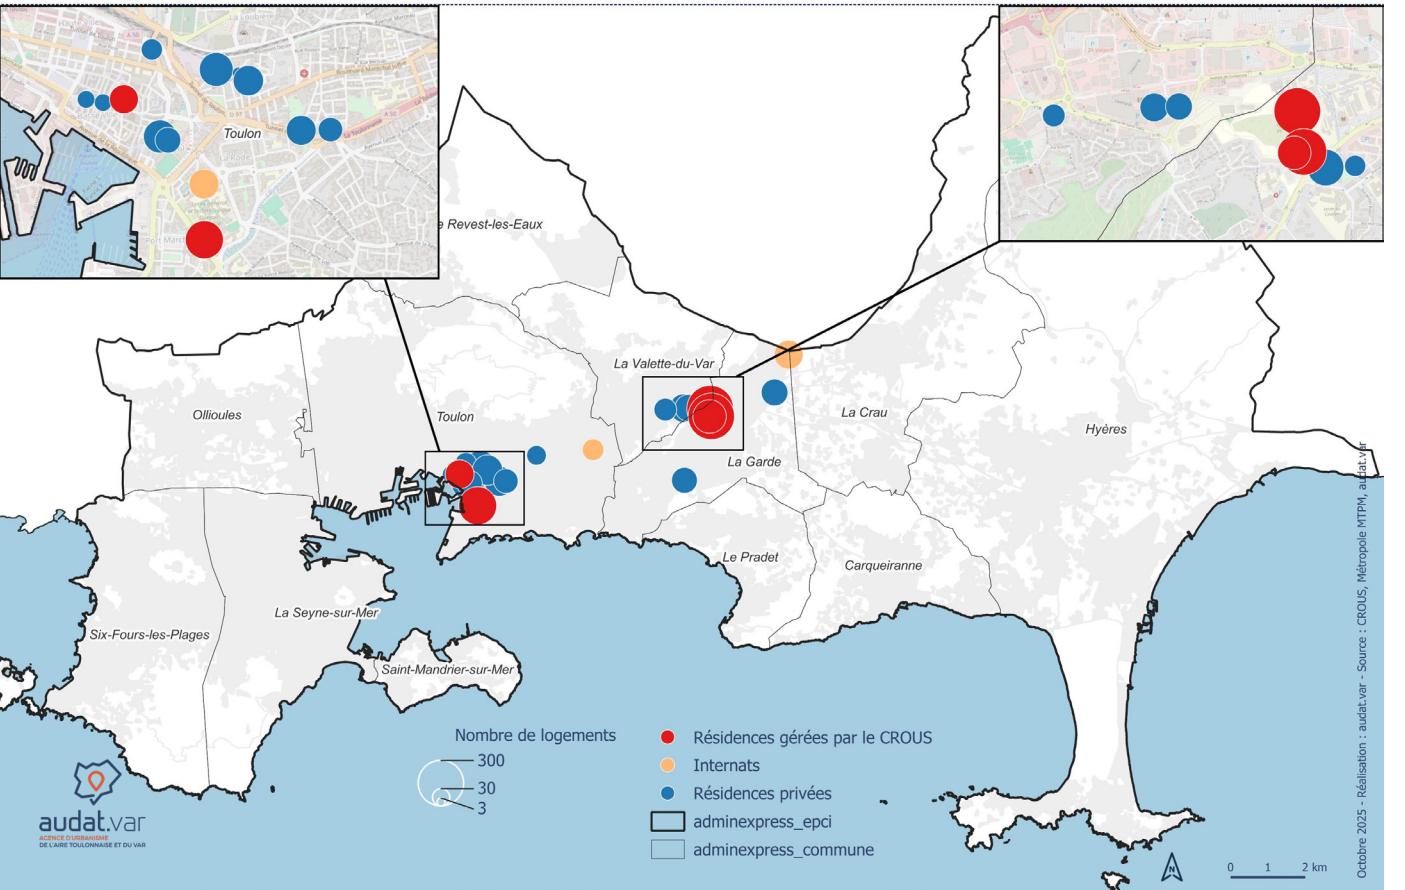 Toulon
La Rode
e Revest-les-Eaux
La Valette-du-Var
Ollioules
Toulon
La Crau
Hyères
La Garde
Le Pradet
Carqueiranne
La Seyne-sur-Mer
Six-Fours-les-Plages
Saint-Mandrier-sur-Mer
Nombre de logements
300
30
3
Résidences gérées par le CROUS
Internats
Résidences privées
adminexpress_epci
adminexpress_commune
audat.var
AGENCE D'URBANISME
DE L'AIRE TOULONNAISE ET DU VAR
N
0 1 2 km
Octobre 2025 - Réalisation : audat.var - Source : CROUS, Métropole MTPM, audat.var